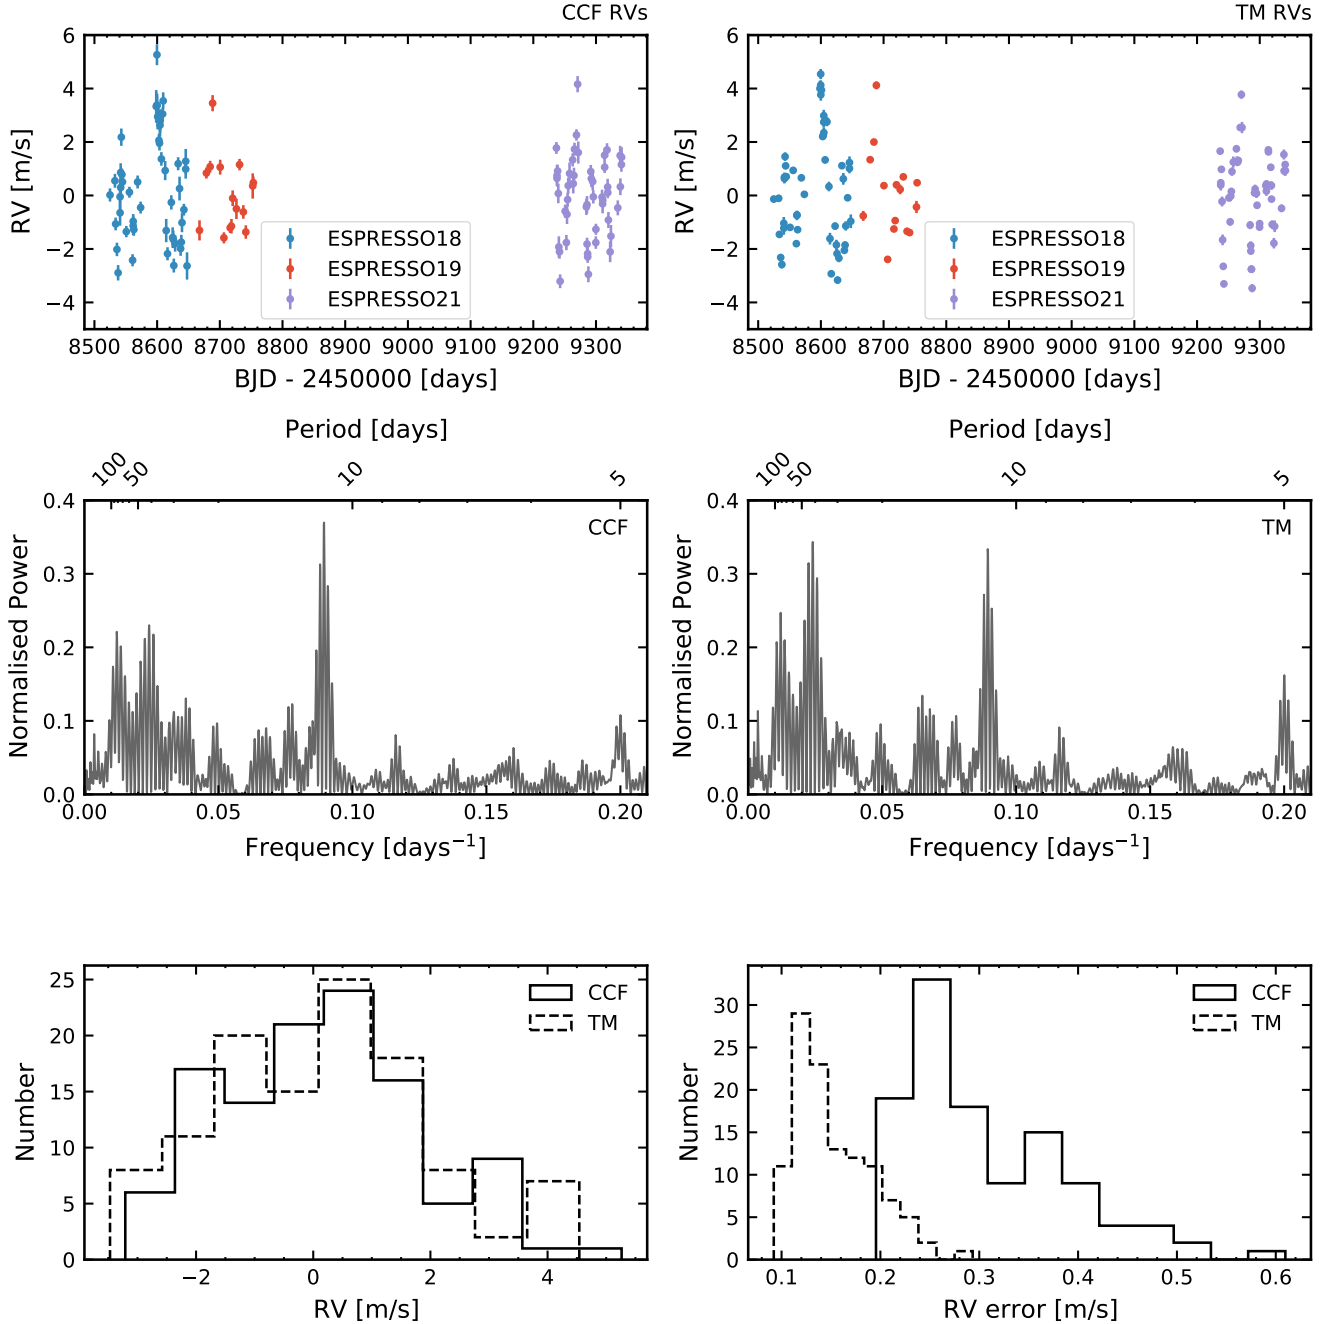 CCF RVs
6
4
2
0
−2
−4
RV [m/s]
ESPRESSO18
ESPRESSO19
ESPRESSO21
8500 8600 8700 8800 8900 9000 9100 9200 9300
BJD - 2450000 [days]
TM RVs
6
4
2
0
−2
−4
RV [m/s]
ESPRESSO18
ESPRESSO19
ESPRESSO21
8500 8600 8700 8800 8900 9000 9100 9200 9300
BJD - 2450000 [days]
Period [days]
100 50 10 5
CCF
0.4
0.3
0.2
0.1
0.0
Normalised Power
0.00 0.05 0.10 0.15 0.20
Frequency [days⁻¹]
Period [days]
100 50 10 5
TM
0.4
0.3
0.2
0.1
0.0
Normalised Power
0.00 0.05 0.10 0.15 0.20
Frequency [days⁻¹]
25
20
15
10
5
0
Number
CCF
TM
−2 0 2 4
RV [m/s]
30
25
20
15
10
5
0
Number
CCF
TM
0.1 0.2 0.3 0.4 0.5 0.6
RV error [m/s]